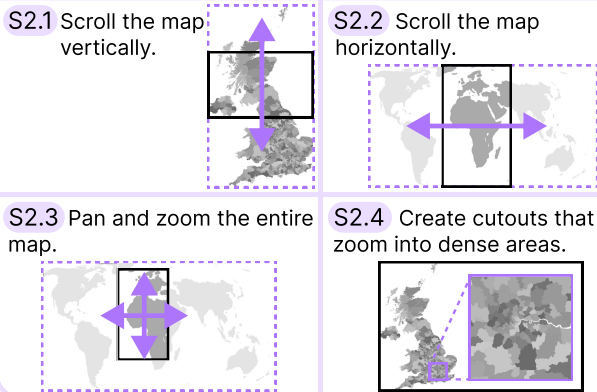 S2.1 Scroll the map
vertically.
S2.2 Scroll the map
horizontally.
S2.3 Pan and zoom the entire
map.
S2.4 Create cutouts that
zoom into dense areas.